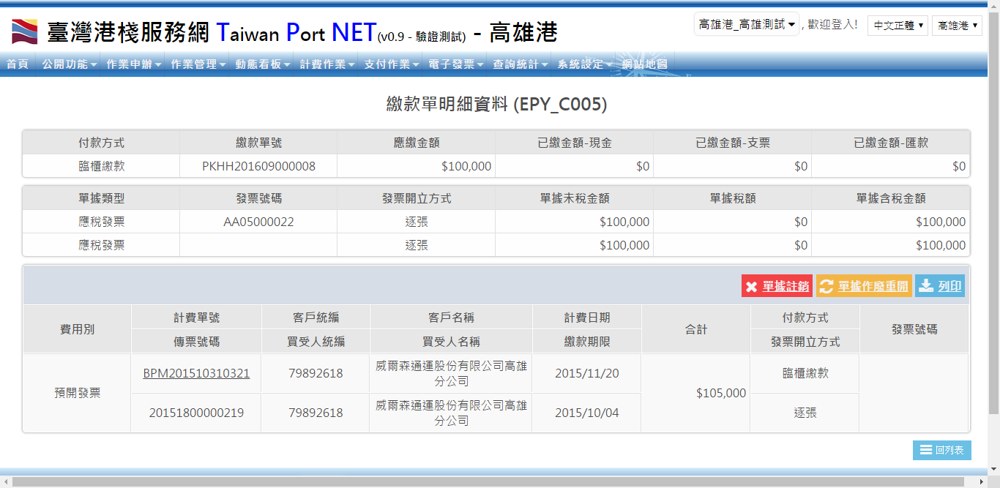 臺灣港棧服務網 Taiwan Port NET(v0.9 - 驗證測試) - 高雄港
高雄港_高雄測試 , 歡迎登入! 中文正體 高雄港
首頁 公開功能 作業申辦 作業管理 動態看板 計費作業 支付作業 電子發票 查詢統計 系統設定 網站地圖
繳款單明細資料 (EPY_C005)
付款方式 繳款單號 應繳金額 已繳金額-現金 已繳金額-支票 已繳金額-匯款
臨櫃繳款 PKHH201609000008 $100,000 $0 $0 $0
單據類型 發票號碼 發票開立方式 單據未稅金額 單據稅額 單據含稅金額
應稅發票 AA05000022 逐張 $100,000 $0 $100,000
應稅發票 逐張 $100,000 $0 $100,000
單據註銷 單據作廢重開 列印
費用別 計費單號 客戶統編 客戶名稱 計費日期 合計 付款方式 發票號碼
傳票號碼 買受人統編 買受人名稱 繳款期限 發票開立方式
預開發票 BPM201510310321 79892618 威爾森通運股份有限公司高雄
分公司 2015/11/20 $105,000 臨櫃繳款
20151800000219 79892618 威爾森通運股份有限公司高雄
分公司 2015/10/04 逐張
回列表